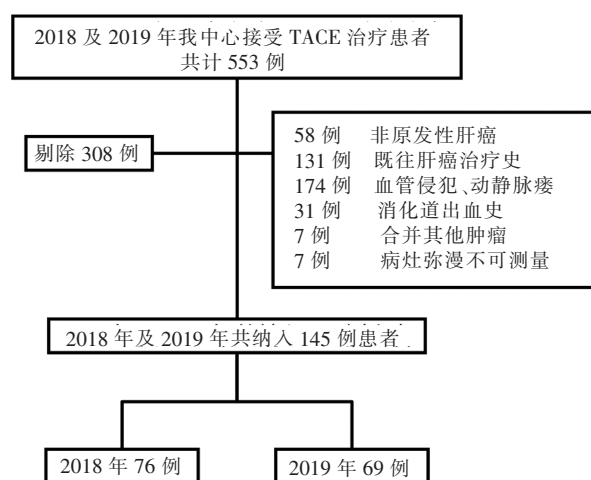 2018 及 2019 年我中心接受 TACE 治疗患者
共计 553 例
剔除 308 例
58 例 非原发性肝癌
131 例 既往肝癌治疗史
174 例 血管侵犯、动静脉瘘
31 例 消化道出血史
7 例 合并其他肿瘤
7 例 病灶弥漫不可测量
2018 年及 2019 年共纳入 145 例患者
2018 年 76 例
2019 年 69 例